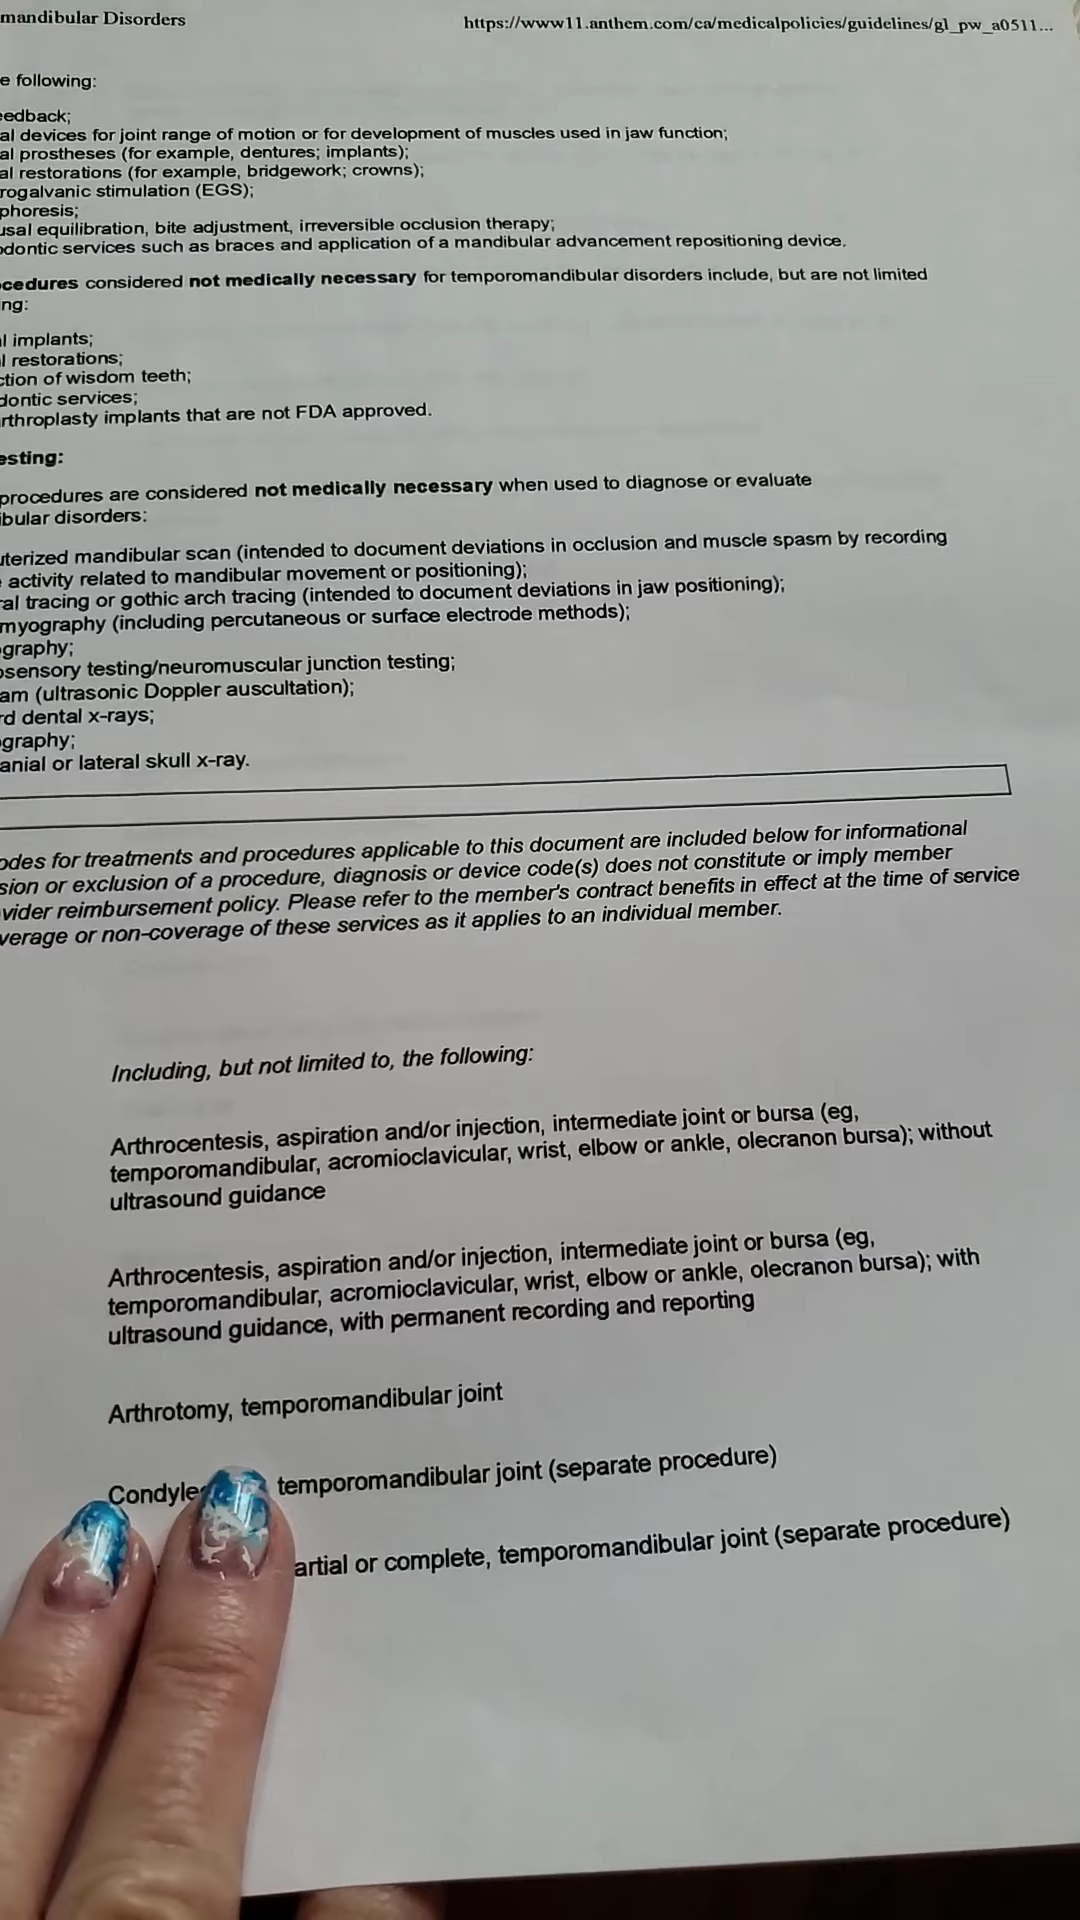 mandibular Disorders https://www11.anthem.com/ca/medicalpolicies/guidelines/gl_pw_a0511...
e following:
eedback;
al devices for joint range of motion or for development of muscles used in jaw function;
al prostheses (for example, dentures; implants);
al restorations (for example, bridgework; crowns);
rogalvanic stimulation (EGS);
phoresis;
usal equilibration, bite adjustment, irreversible occlusion therapy;
odontic services such as braces and application of a mandibular advancement repositioning device.
cedures considered not medically necessary for temporomandibular disorders include, but are not limited
ng:
l implants;
l restorations;
ction of wisdom teeth;
dontic services;
rthroplasty implants that are not FDA approved.
esting:
procedures are considered not medically necessary when used to diagnose or evaluate
ibular disorders:
uterized mandibular scan (intended to document deviations in occlusion and muscle spasm by recording
e activity related to mandibular movement or positioning);
ral tracing or gothic arch tracing (intended to document deviations in jaw positioning);
myography (including percutaneous or surface electrode methods);
graphy;
osensory testing/neuromuscular junction testing;
am (ultrasonic Doppler auscultation);
rd dental x-rays;
graphy;
anial or lateral skull x-ray.
odes for treatments and procedures applicable to this document are included below for informational
sion or exclusion of a procedure, diagnosis or device code(s) does not constitute or imply member
vider reimbursement policy. Please refer to the member's contract benefits in effect at the time of service
verage or non-coverage of these services as it applies to an individual member.
Including, but not limited to, the following:
Arthrocentesis, aspiration and/or injection, intermediate joint or bursa (eg,
temporomandibular, acromioclavicular, wrist, elbow or ankle, olecranon bursa); without
ultrasound guidance
Arthrocentesis, aspiration and/or injection, intermediate joint or bursa (eg,
temporomandibular, acromioclavicular, wrist, elbow or ankle, olecranon bursa); with
ultrasound guidance, with permanent recording and reporting
Arthrotomy, temporomandibular joint
Condyle temporomandibular joint (separate procedure)
artial or complete, temporomandibular joint (separate procedure)